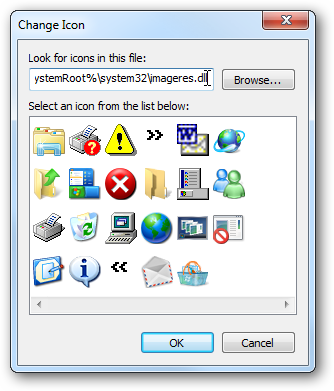 Change Icon
Look for icons in this file:
ystemRoot%\system32\imageres.dll
Browse...
Select an icon from the list below:
OK
Cancel